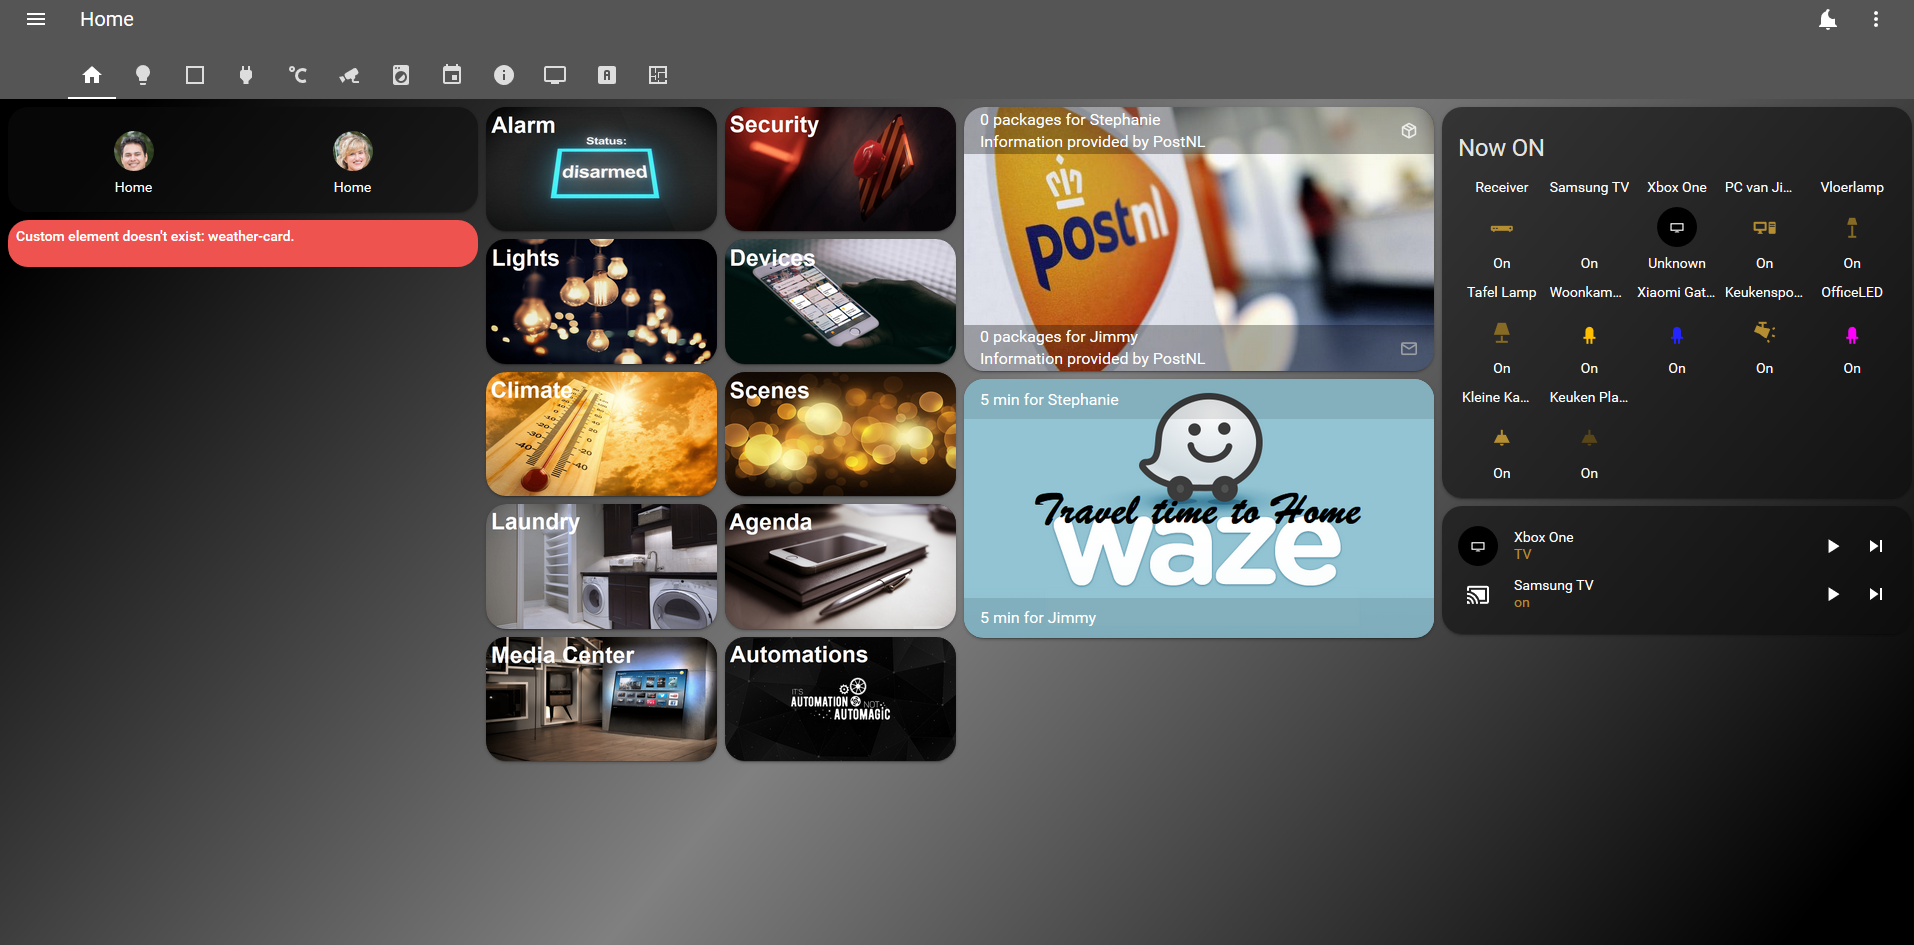 Home
Home
Home
Custom element doesn't exist: weather-card.
Alarm
Status:
disarmed
Security
Lights
Devices
Climate
Scenes
Laundry
Agenda
Media Center
Automations
IT'S
AUTOMATION NOT
AUTOMAGIC
0 packages for Stephanie
Information provided by PostNL
postnl
0 packages for Jimmy
Information provided by PostNL
5 min for Stephanie
Travel time to Home
waze
5 min for Jimmy
Now ON
Receiver Samsung TV Xbox One PC van Ji... Vloerlamp
On On Unknown On On
Tafel Lamp Woonkam... Xiaomi Gat... Keukenspo... OfficeLED
On On On On On
Kleine Ka... Keuken Pla...
On On
Xbox One
TV
Samsung TV
on